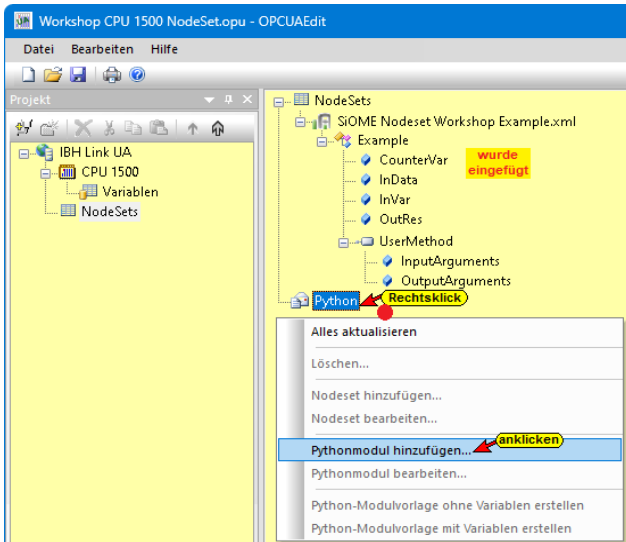 Workshop CPU 1500 NodeSet.opu - OPCUAEdit
Datei Bearbeiten Hilfe
Projekt
IBH Link UA
CPU 1500
Variablen
NodeSets
NodeSets
SiOME Nodeset Workshop Example.xml
Example
CounterVar
wurde
eingefügt
InData
InVar
OutRes
UserMethod
InputArguments
OutputArguments
Python
Rechtsklick
Alles aktualisieren
Löschen...
Nodeset hinzufügen...
Nodeset bearbeiten...
Pythonmodul hinzufügen...
anklicken
Pythonmodul bearbeiten...
Python-Modulvorlage ohne Variablen erstellen
Python-Modulvorlage mit Variablen erstellen